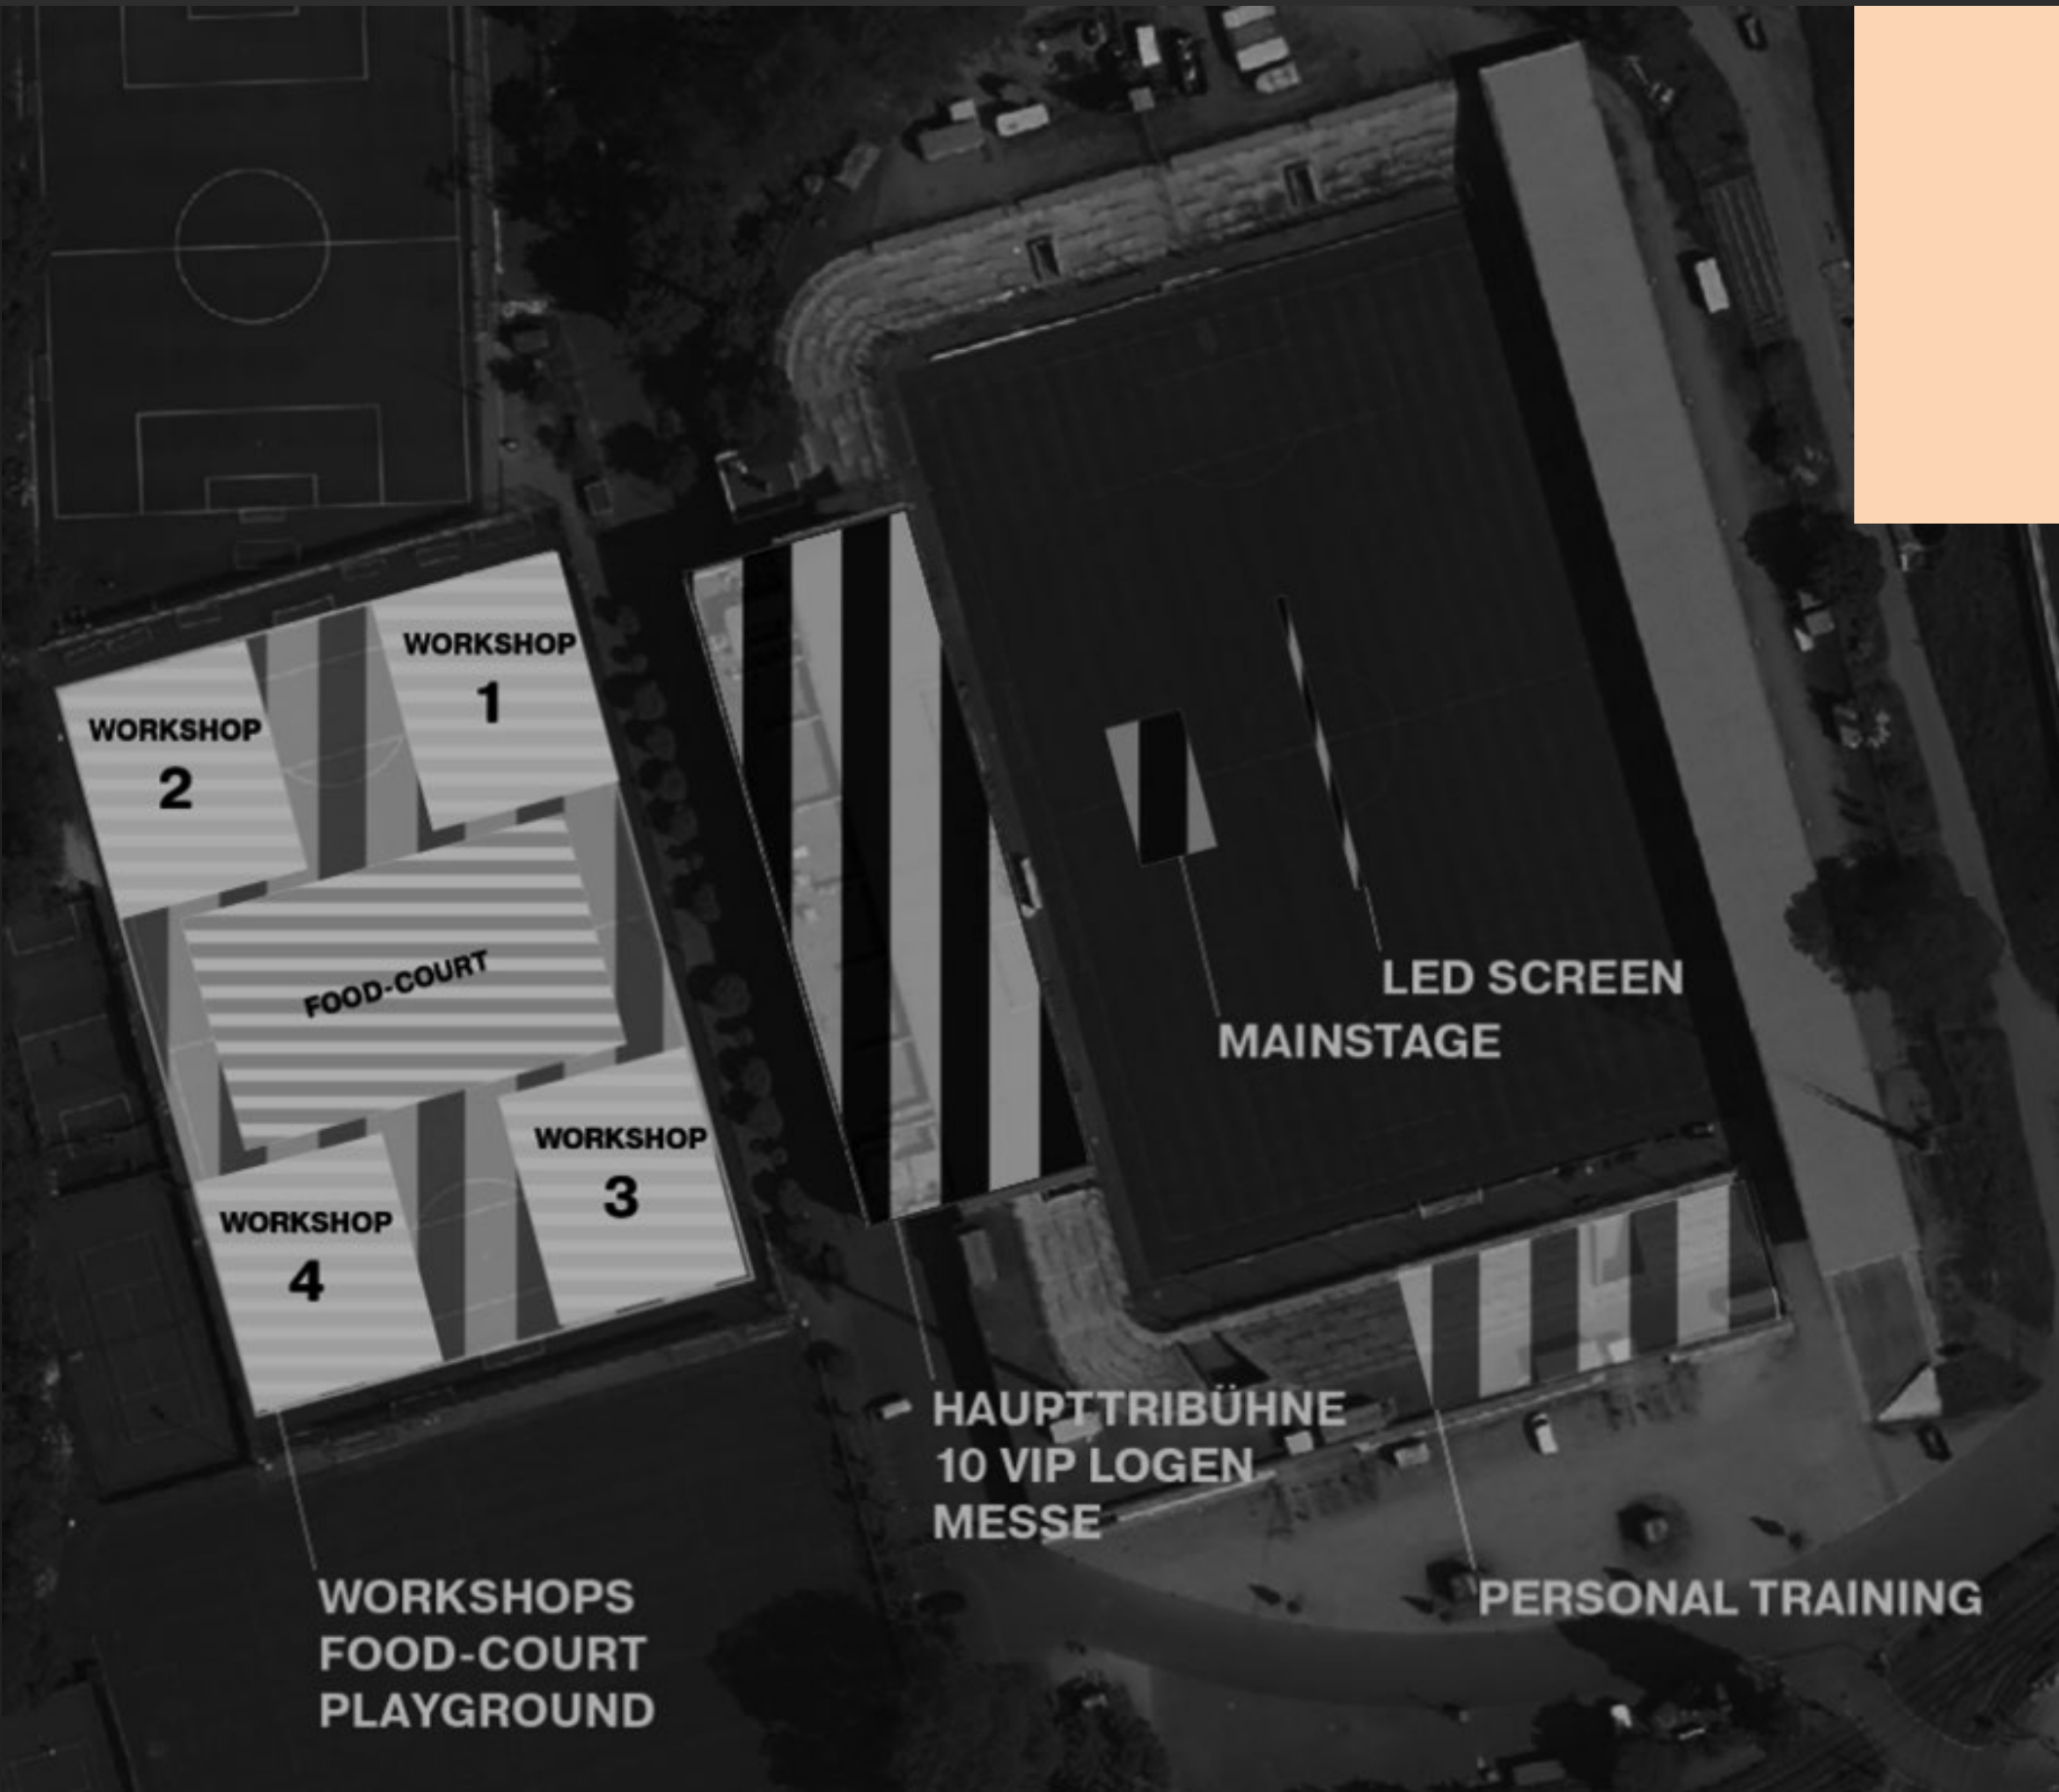 WORKSHOP
1
WORKSHOP
2
FOOD-COURT
WORKSHOP
3
WORKSHOP
4
LED SCREEN
MAINSTAGE
HAUPTTRIBÜHNE
10 VIP LOGEN
MESSE
WORKSHOPS
FOOD-COURT
PLAYGROUND
PERSONAL TRAINING